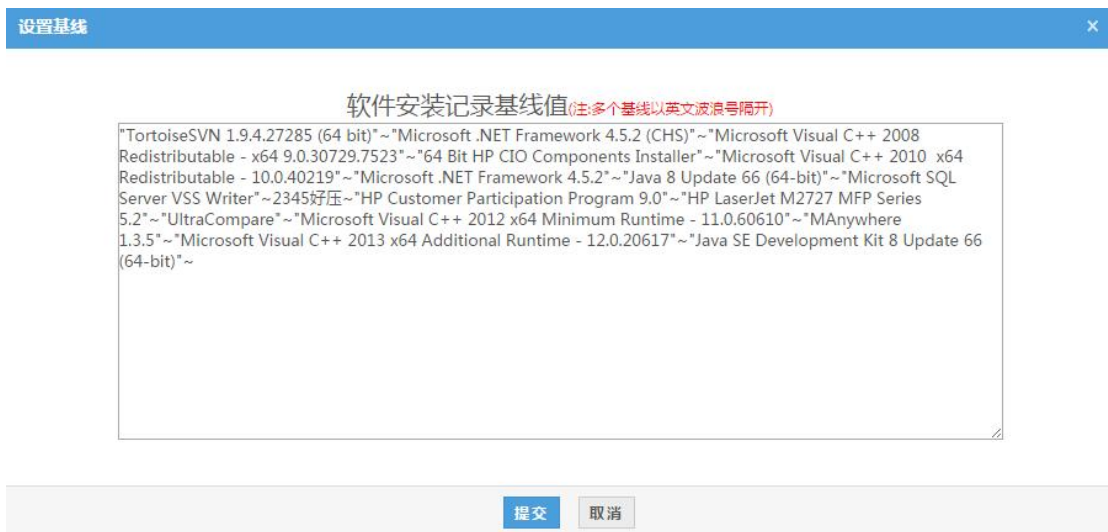 设置基线
×
软件安装记录基线值(注:多个基线以英文波浪号隔开)
"TortoiseSVN 1.9.4.27285 (64 bit)"~"Microsoft .NET Framework 4.5.2 (CHS)"~"Microsoft Visual C++ 2008
Redistributable - x64 9.0.30729.7523"~"64 Bit HP CIO Components Installer"~"Microsoft Visual C++ 2010  x64
Redistributable - 10.0.40219"~"Microsoft .NET Framework 4.5.2"~"Java 8 Update 66 (64-bit)"~"Microsoft SQL
Server VSS Writer"~2345好压~"HP Customer Participation Program 9.0"~"HP LaserJet M2727 MFP Series
5.2"~"UltraCompare"~"Microsoft Visual C++ 2012 x64 Minimum Runtime - 11.0.60610"~"MAnywhere
1.3.5"~"Microsoft Visual C++ 2013 x64 Additional Runtime - 12.0.20617"~"Java SE Development Kit 8 Update 66
(64-bit)"~
提交 取消